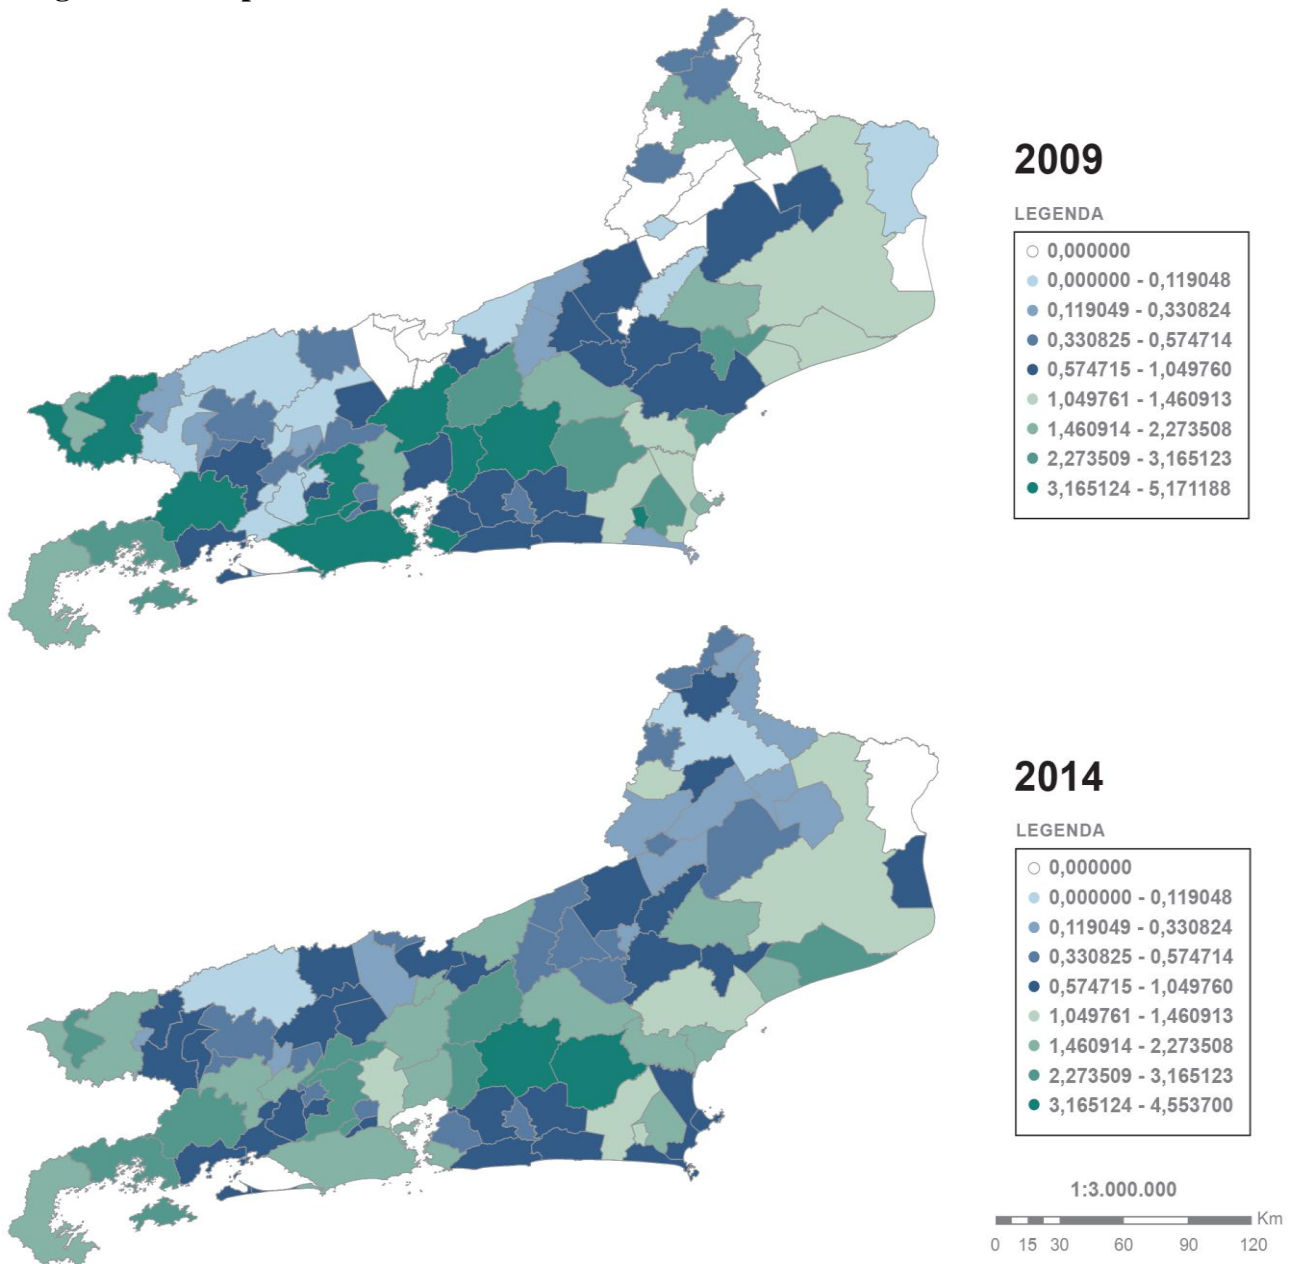 2009
LEGENDA
0,000000
0,000000 - 0,119048
0,119049 - 0,330824
0,330825 - 0,574714
0,574715 - 1,049760
1,049761 - 1,460913
1,460914 - 2,273508
2,273509 - 3,165123
3,165124 - 5,171188
2014
LEGENDA
0,000000
0,000000 - 0,119048
0,119049 - 0,330824
0,330825 - 0,574714
0,574715 - 1,049760
1,049761 - 1,460913
1,460914 - 2,273508
2,273509 - 3,165123
3,165124 - 4,553700
1:3.000.000
Km
0 15 30 60 90 120